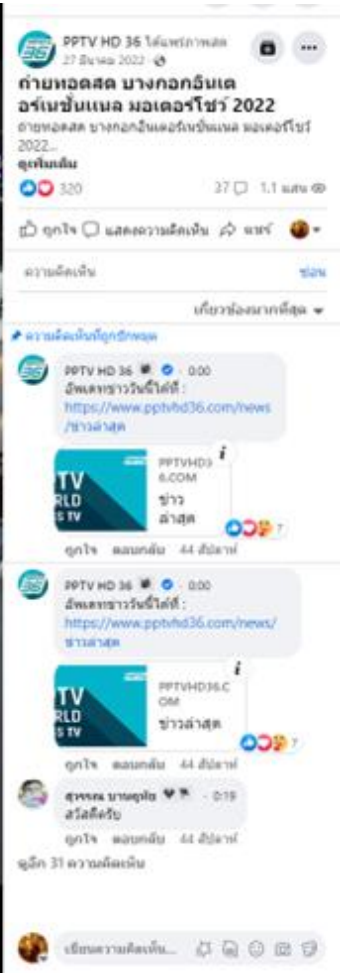 PPTV HD 36 ได้แพร่ภาพสด
27 มีนาคม 2022
ถ่ายทอดสด บางกอกอินเต
อร์เนชั่นแนล มอเตอร์โชว์ 2022
ถ่ายทอดสด บางกอกอินเตอร์เนชั่นแนล มอเตอร์โชว์
2022...
ดูเพิ่มเติม
320
37
1.1 แสน
ถูกใจ
แสดงความคิดเห็น
แชร์
ความคิดเห็น
ซ่อน
เกี่ยวข้องมากที่สุด
ความคิดเห็นที่ถูกปักหมุด
PPTV HD 36 · 0:00
อัพเดทข่าววันนี้ได้ที่ :
https://www.pptvhd36.com/news
/ข่าวล่าสุด
TV
RLD
S TV
PPTVHD3
6.COM
ข่าว
ล่าสุด
7
ถูกใจ ตอบกลับ 44 สัปดาห์
PPTV HD 36 · 0:00
อัพเดทข่าววันนี้ได้ที่ :
https://www.pptvhd36.com/news/
ข่าวล่าสุด
TV
RLD
S TV
PPTVHD36.C
OM
ข่าวล่าสุด
7
ถูกใจ ตอบกลับ 44 สัปดาห์
สุวรรณ · 0:19
สวัสดีครับ
ถูกใจ ตอบกลับ 44 สัปดาห์
ดูอีก 31 ความคิดเห็น
เขียนความคิดเห็น...